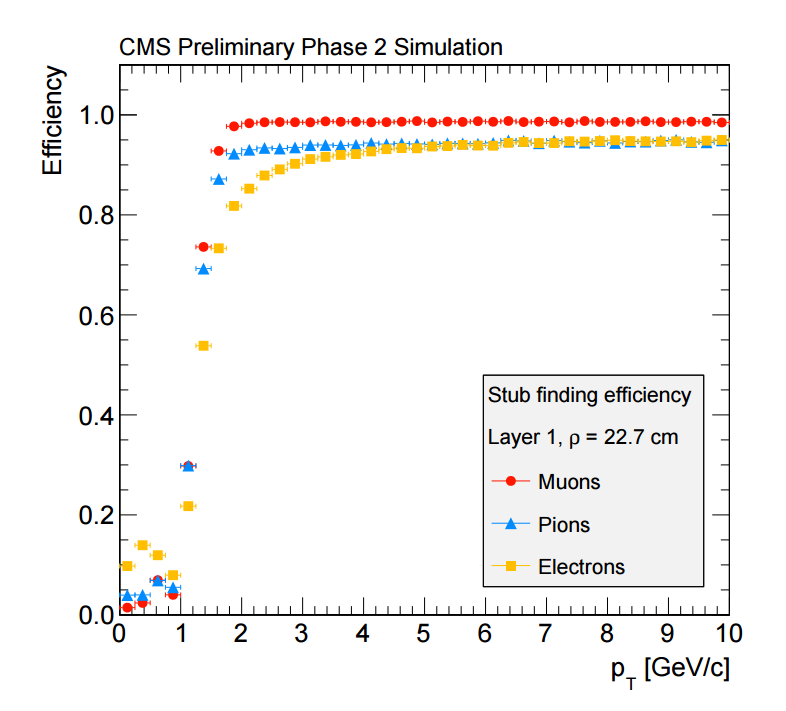 CMS Preliminary Phase 2 Simulation
Efficiency
1.0
0.8
0.6
0.4
0.2
0.0
Stub finding efficiency
Layer 1, ρ = 22.7 cm
Muons
Pions
Electrons
0 1 2 3 4 5 6 7 8 9 10
p_T [GeV/c]